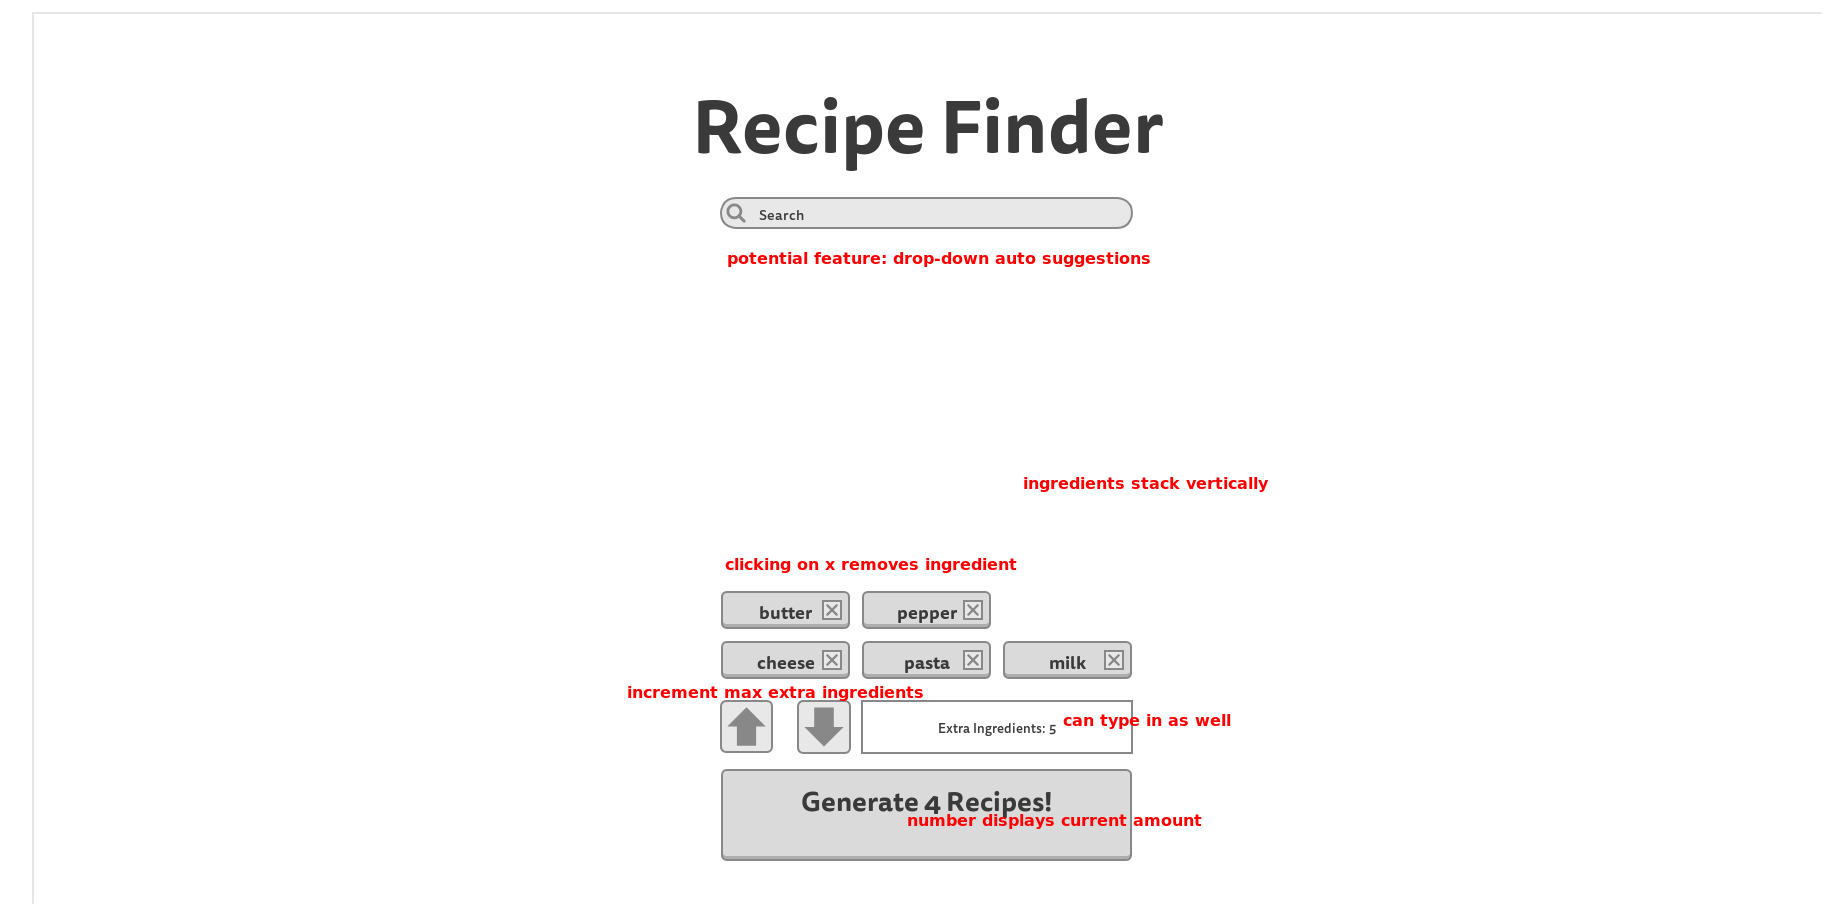 Recipe Finder
Search
potential feature: drop-down auto suggestions
ingredients stack vertically
clicking on x removes ingredient
butter pepper
cheese pasta milk
increment max extra ingredients
can type in as well
Extra Ingredients: 5
Generate 4 Recipes!
number displays current amount